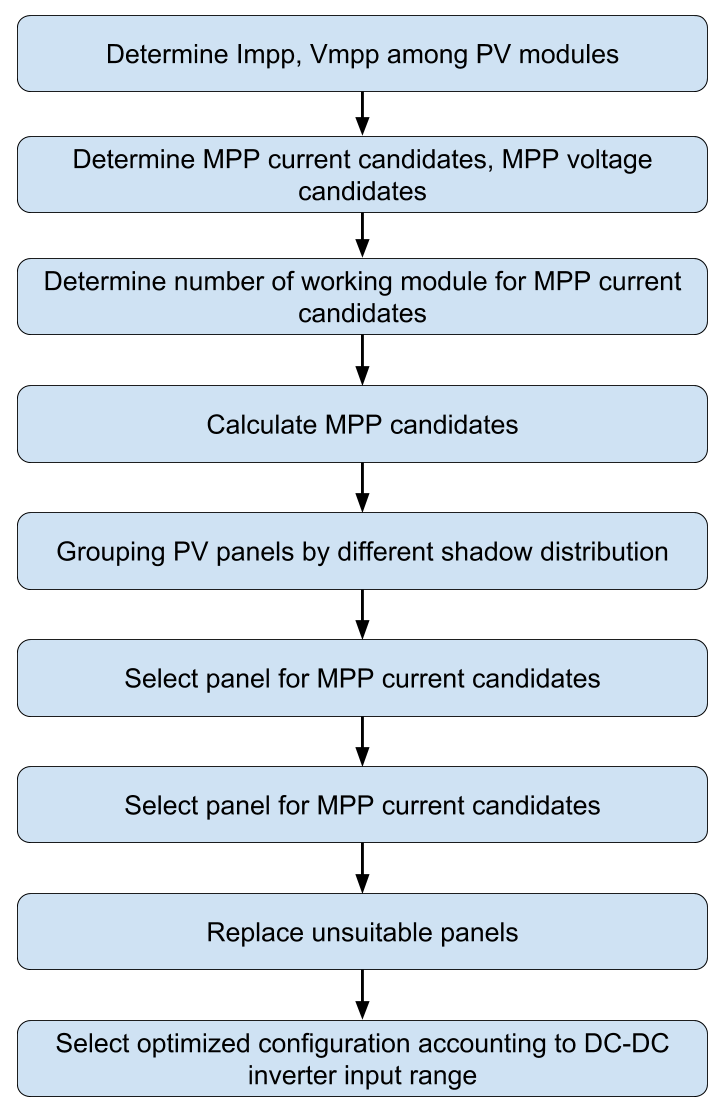 Determine Impp, Vmpp among PV modules
Determine MPP current candidates, MPP voltage
candidates
Determine number of working module for MPP current
candidates
Calculate MPP candidates
Grouping PV panels by different shadow distribution
Select panel for MPP current candidates
Select panel for MPP current candidates
Replace unsuitable panels
Select optimized configuration accounting to DC-DC
inverter input range